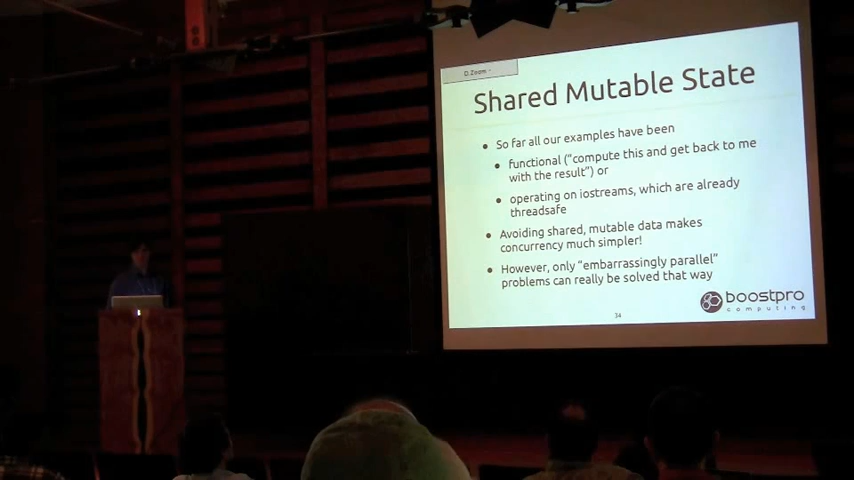 D.Zoom -
Shared Mutable State
• So far all our examples have been
• functional (“compute this and get back to me
with the result”) or
• operating on iostreams, which are already
threadsafe
• Avoiding shared, mutable data makes
concurrency much simpler!
• However, only “embarrassingly parallel”
problems can really be solved that way
boostpro
computing
34